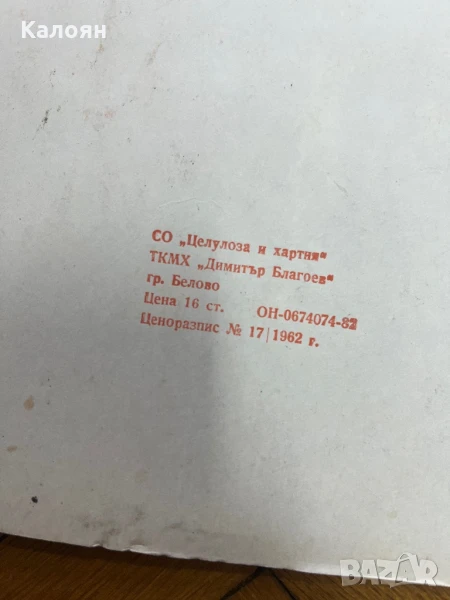 Калоян
СО „Целулоза и хартия“
ТКМХ „Димитър Благоев“
гр. Белово
Цена 16 ст. ОН-0674074-82
Ценоразпис № 17/1962 г.
BAZAR